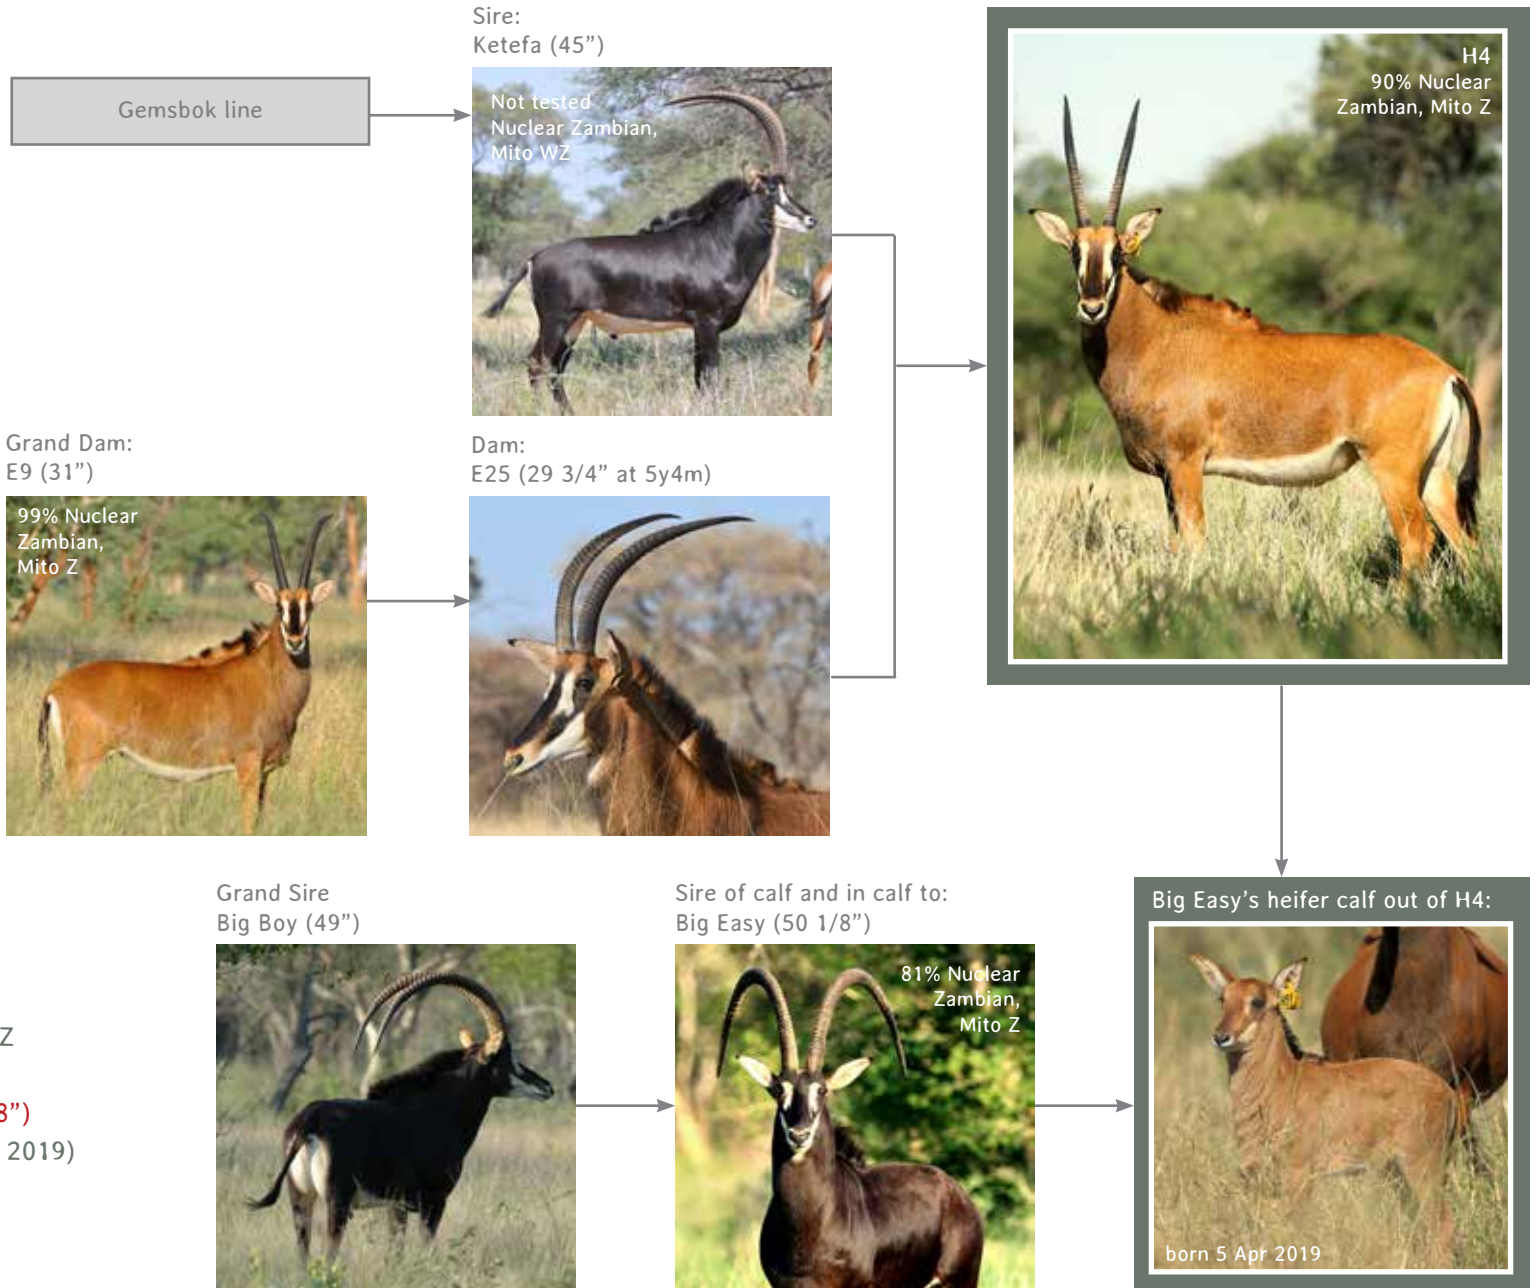 Sire:
Ketefa (45”)
Gemsbok line
Not tested
Nuclear Zambian,
Mito WZ
H4
90% Nuclear
Zambian, Mito Z
Grand Dam:
E9 (31”)
99% Nuclear
Zambian,
Mito Z
Dam:
E25 (29 3/4” at 5y4m)
Grand Sire
Big Boy (49”)
Sire of calf and in calf to:
Big Easy (50 1/8”)
81% Nuclear
Zambian,
Mito Z
Big Easy’s heifer calf out of H4:
born 5 Apr 2019
Z
8”)
2019)